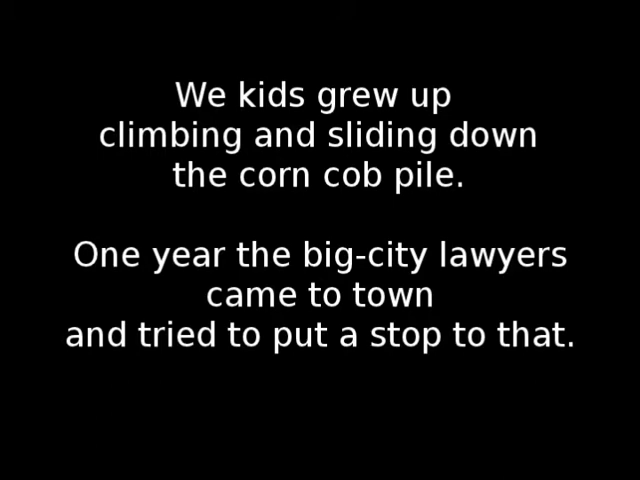 We kids grew up
climbing and sliding down
the corn cob pile.
One year the big-city lawyers
came to town
and tried to put a stop to that.